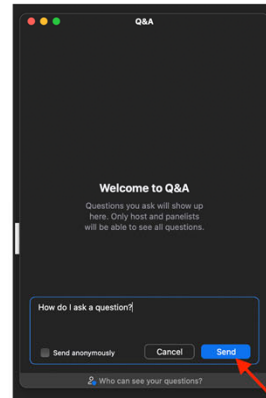 Q&A
Welcome to Q&A
Questions you ask will show up
here. Only host and panelists
will be able to see all questions.
How do I ask a question?
Send anonymously
Cancel
Send
Who can see your questions?